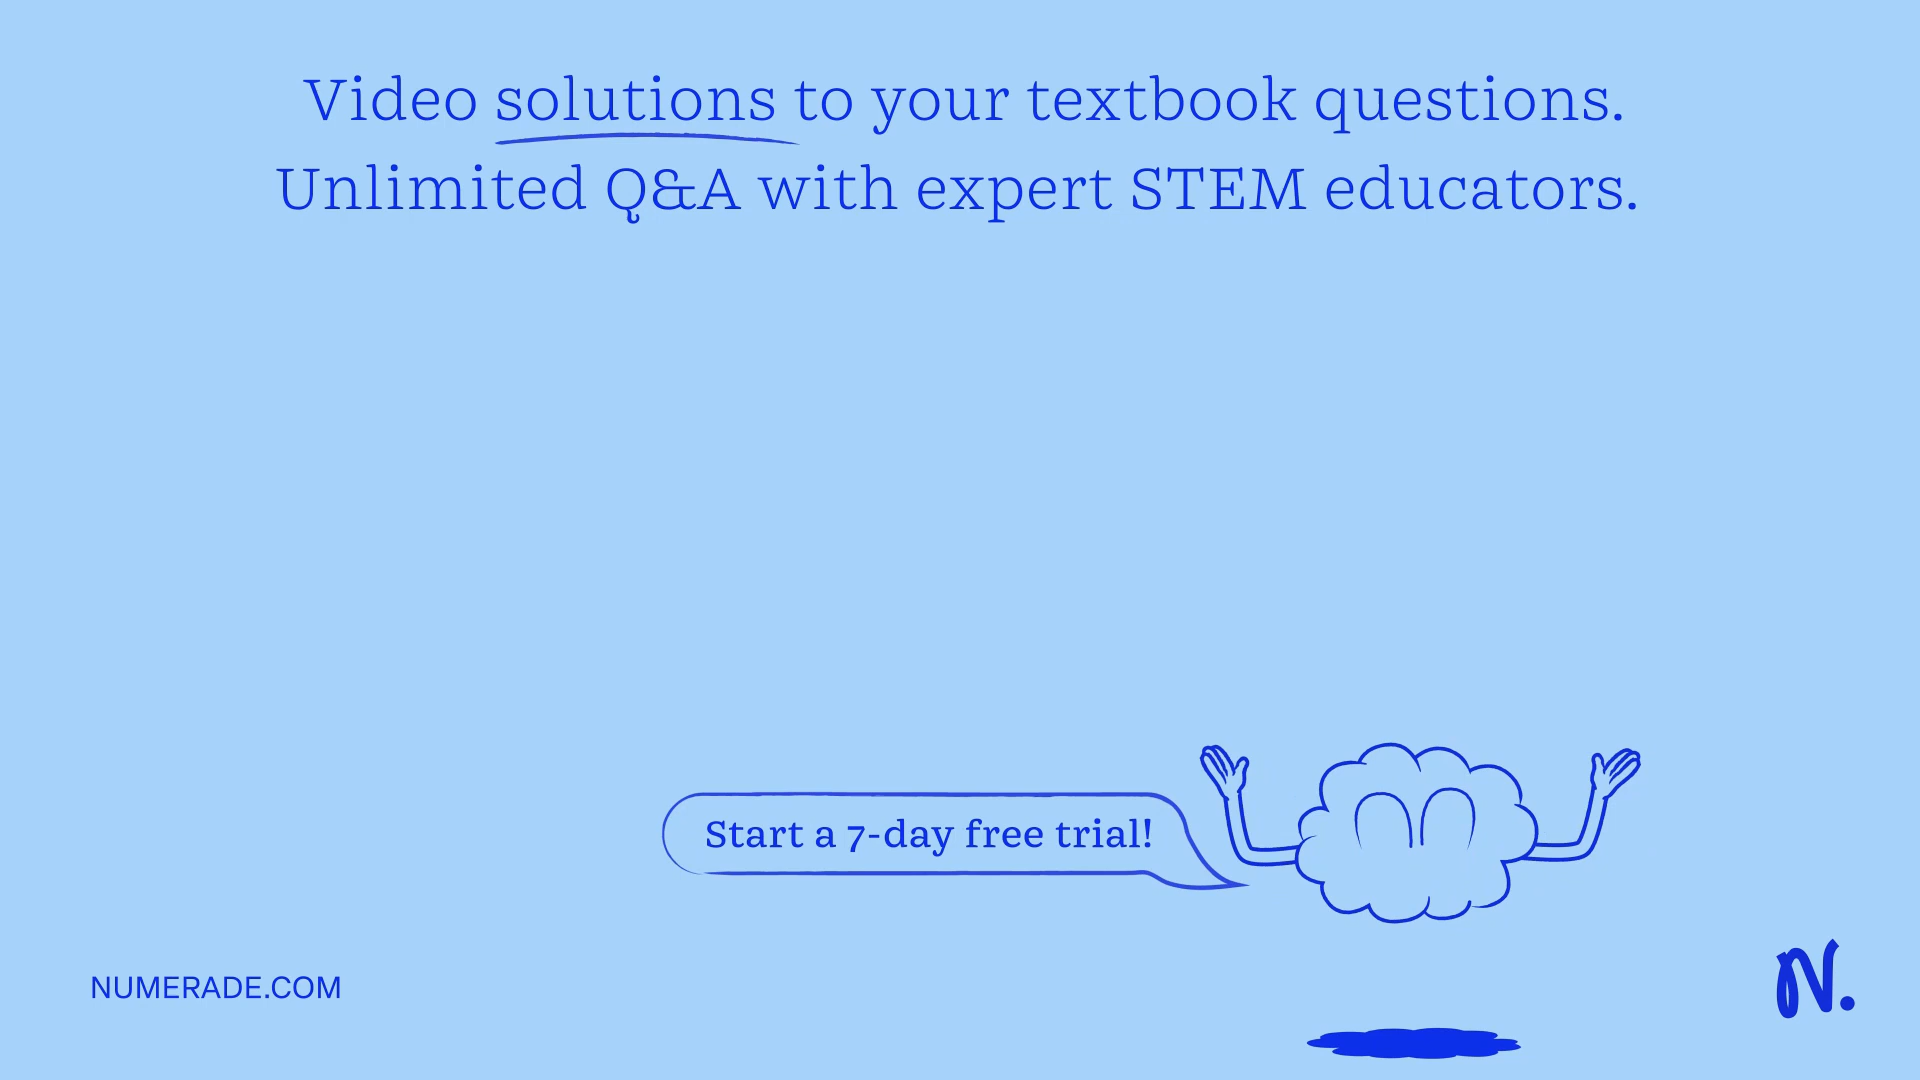 Video solutions to your textbook questions.
Unlimited Q&A with expert STEM educators.
Start a 7-day free trial!
NUMERADE.COM
N.